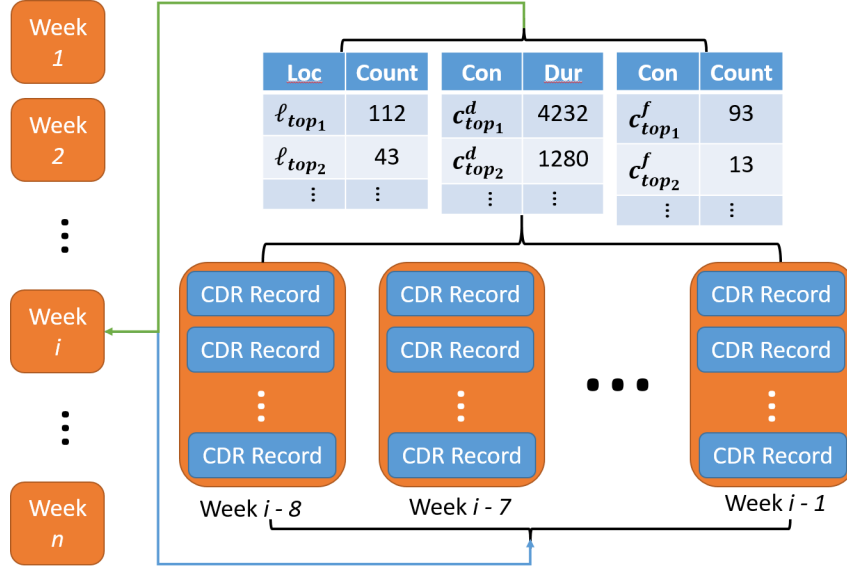 Week
1
Week
2
⋮
Week
i
⋮
Week
n
Loc Count
ℓ_top₁ 112
ℓ_top₂ 43
⋮ ⋮
Con Dur
c^d_top₁ 4232
c^d_top₂ 1280
⋮ ⋮
Con Count
c^f_top₁ 93
c^f_top₂ 13
⋮ ⋮
CDR Record
CDR Record
⋮
CDR Record
Week i - 8
CDR Record
CDR Record
⋮
CDR Record
Week i - 7
...
CDR Record
CDR Record
⋮
CDR Record
Week i - 1